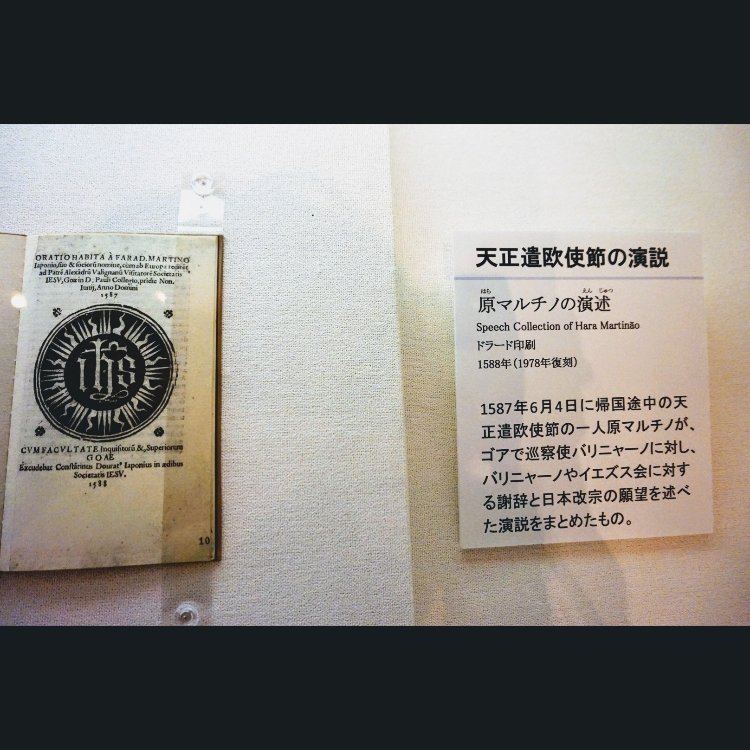 ORATIO HABITA À FARA D. MARTINO
Iaponio, suo & sociorũ nomine, cùm ab Europa rediret
ad Patrẽ Alexãdrũ Valignanũ Visitatorẽ Societatis
IESV, Goæ in D. Pauli Collegio, pridie Non.
Iunij, Anno Domini
1587
ihs
CVM FACVLTATE Inquisitorũ &, Superiorum
GOAE
Excudebat Constãtinus Douratꝰ Iaponius in ædibus
Societatis IESV.
1588
10
天正遣欧使節の演説
はら えん じゅつ
原マルチノの演述
Speech Collection of Hara Martinão
ドラード印刷
1588年(1978年復刻)
1587年6月4日に帰国途中の天
正遣欧使節の一人原マルチノが、
ゴアで巡察使バリニャーノに対し、
バリニャーノやイエズス会に対す
る謝辞と日本改宗の願望を述べ
た演説をまとめたもの。